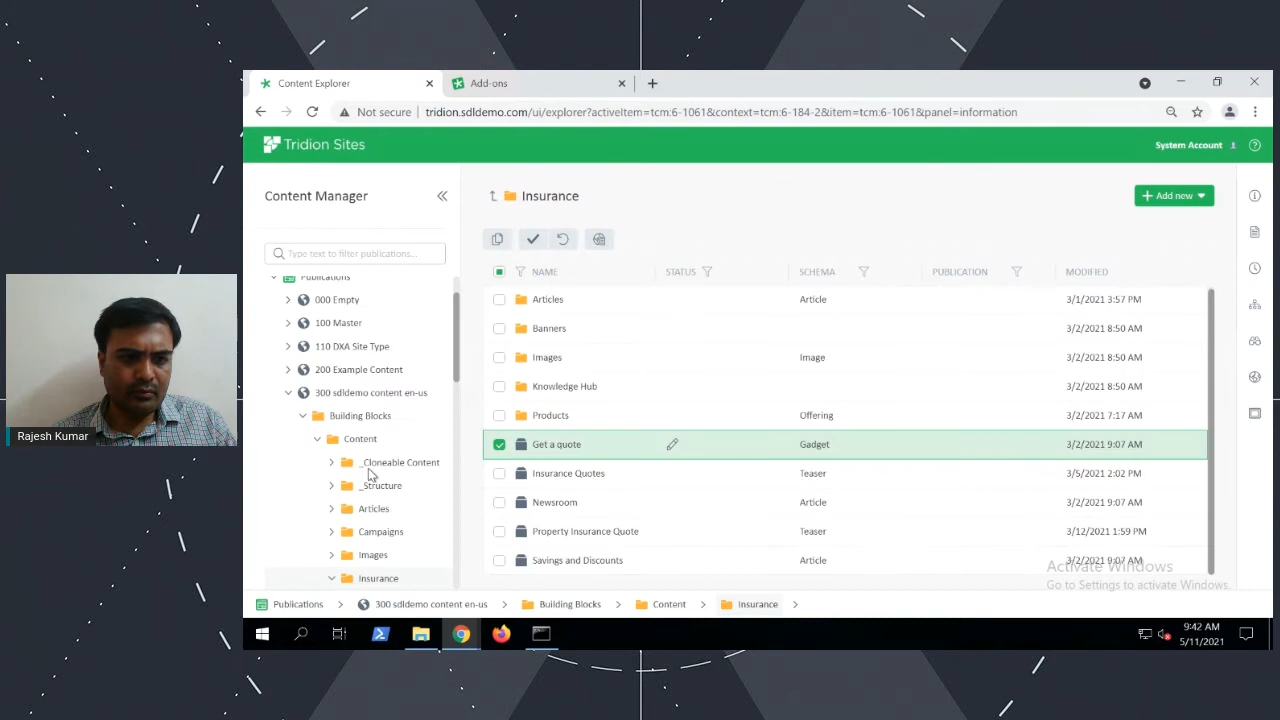 Content Explorer
Add-ons
Not secure | tridion.sdldemo.com/ui/explorer?activeItem=tcm:6-1061&context=tcm:6-184-2&item=tcm:6-1061&panel=information
Tridion Sites
System Account
Content Manager
Insurance
Add new
Type text to filter publications...
NAME STATUS SCHEMA PUBLICATION MODIFIED
Publications
000 Empty
100 Master
110 DXA Site Type
200 Example Content
300 sdldemo content en-us
Building Blocks
Content
_Cloneable Content
_Structure
Articles
Campaigns
Images
Insurance
Articles Article 3/1/2021 3:57 PM
Banners 3/2/2021 8:50 AM
Images Image 3/2/2021 8:50 AM
Knowledge Hub 3/2/2021 8:50 AM
Products Offering 3/2/2021 7:17 AM
Get a quote Gadget 3/2/2021 9:07 AM
Insurance Quotes Teaser 3/5/2021 2:02 PM
Newsroom Article 3/2/2021 9:07 AM
Property Insurance Quote Teaser 3/12/2021 1:59 PM
Savings and Discounts Article 3/2/2021 9:07 AM
Activate Windows
Go to Settings to activate Windows.
Publications > 300 sdldemo content en-us > Building Blocks > Content > Insurance >
9:42 AM
5/11/2021
Rajesh Kumar